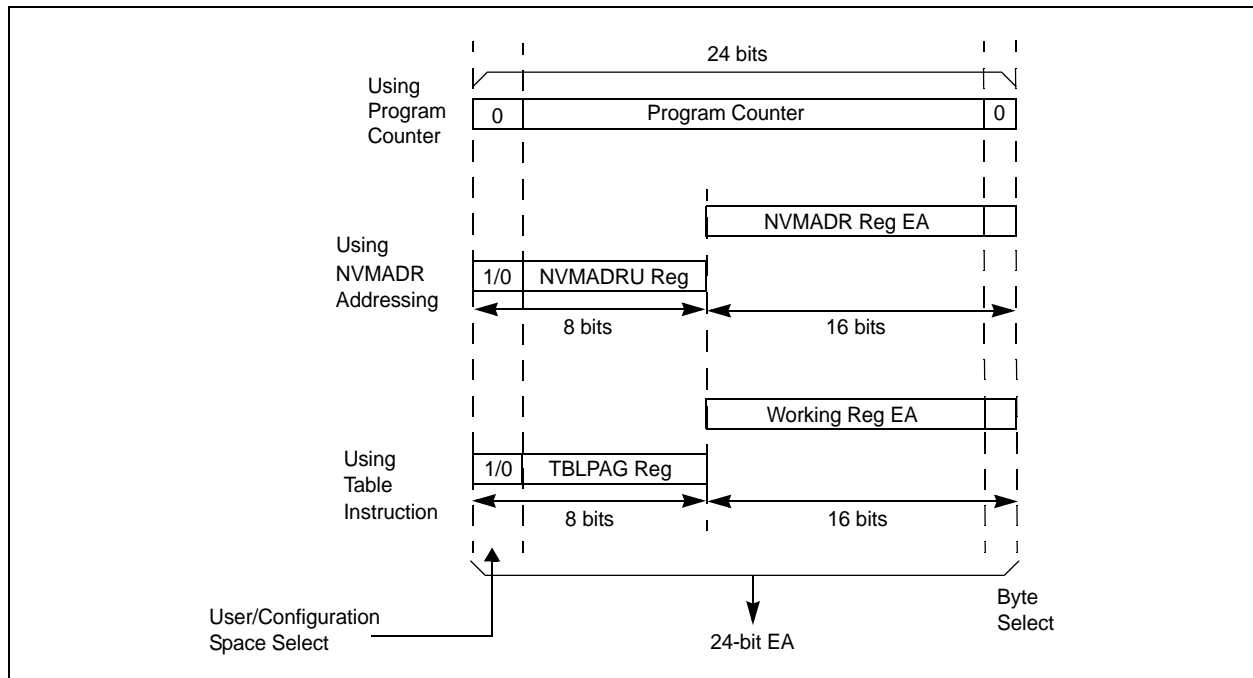 24 bits
Using
Program
Counter
0
Program Counter
0
NVMADR Reg EA
Using
NVMADR
Addressing
1/0
NVMADRU Reg
8 bits
16 bits
Working Reg EA
Using
Table
Instruction
1/0
TBLPAG Reg
8 bits
16 bits
User/Configuration
Space Select
24-bit EA
Byte
Select